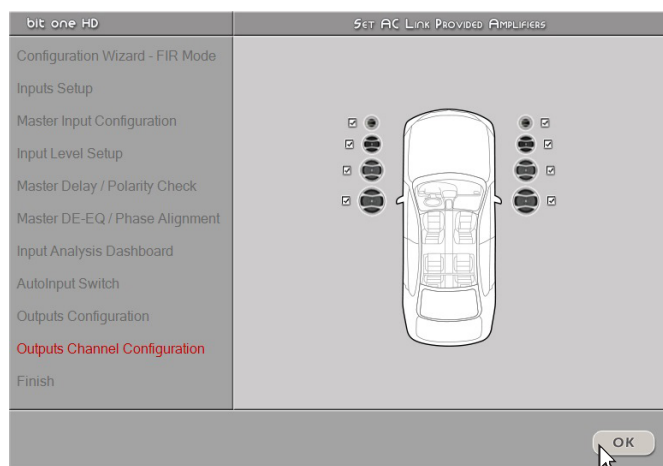 bit one HD
Set AC Link Provided Amplifiers
Configuration Wizard - FIR Mode
Inputs Setup
Master Input Configuration
Input Level Setup
Master Delay / Polarity Check
Master DE-EQ / Phase Alignment
Input Analysis Dashboard
AutoInput Switch
Outputs Configuration
Outputs Channel Configuration
Finish
OK